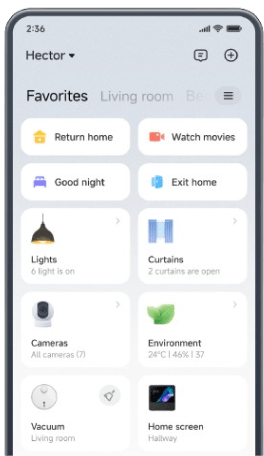 2:36
Hector
Favorites Living room Be
Return home Watch movies
Good night Exit home
Lights Curtains
6 light is on 2 curtains are open
Cameras Environment
All cameras (7) 24°C | 46% | 37
Vacuum Home screen
Living room Hallway